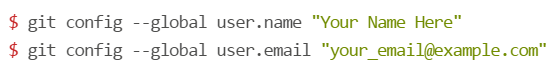 $ git config --global user.name "Your Name Here"
$ git config --global user.email "your_email@example.com"